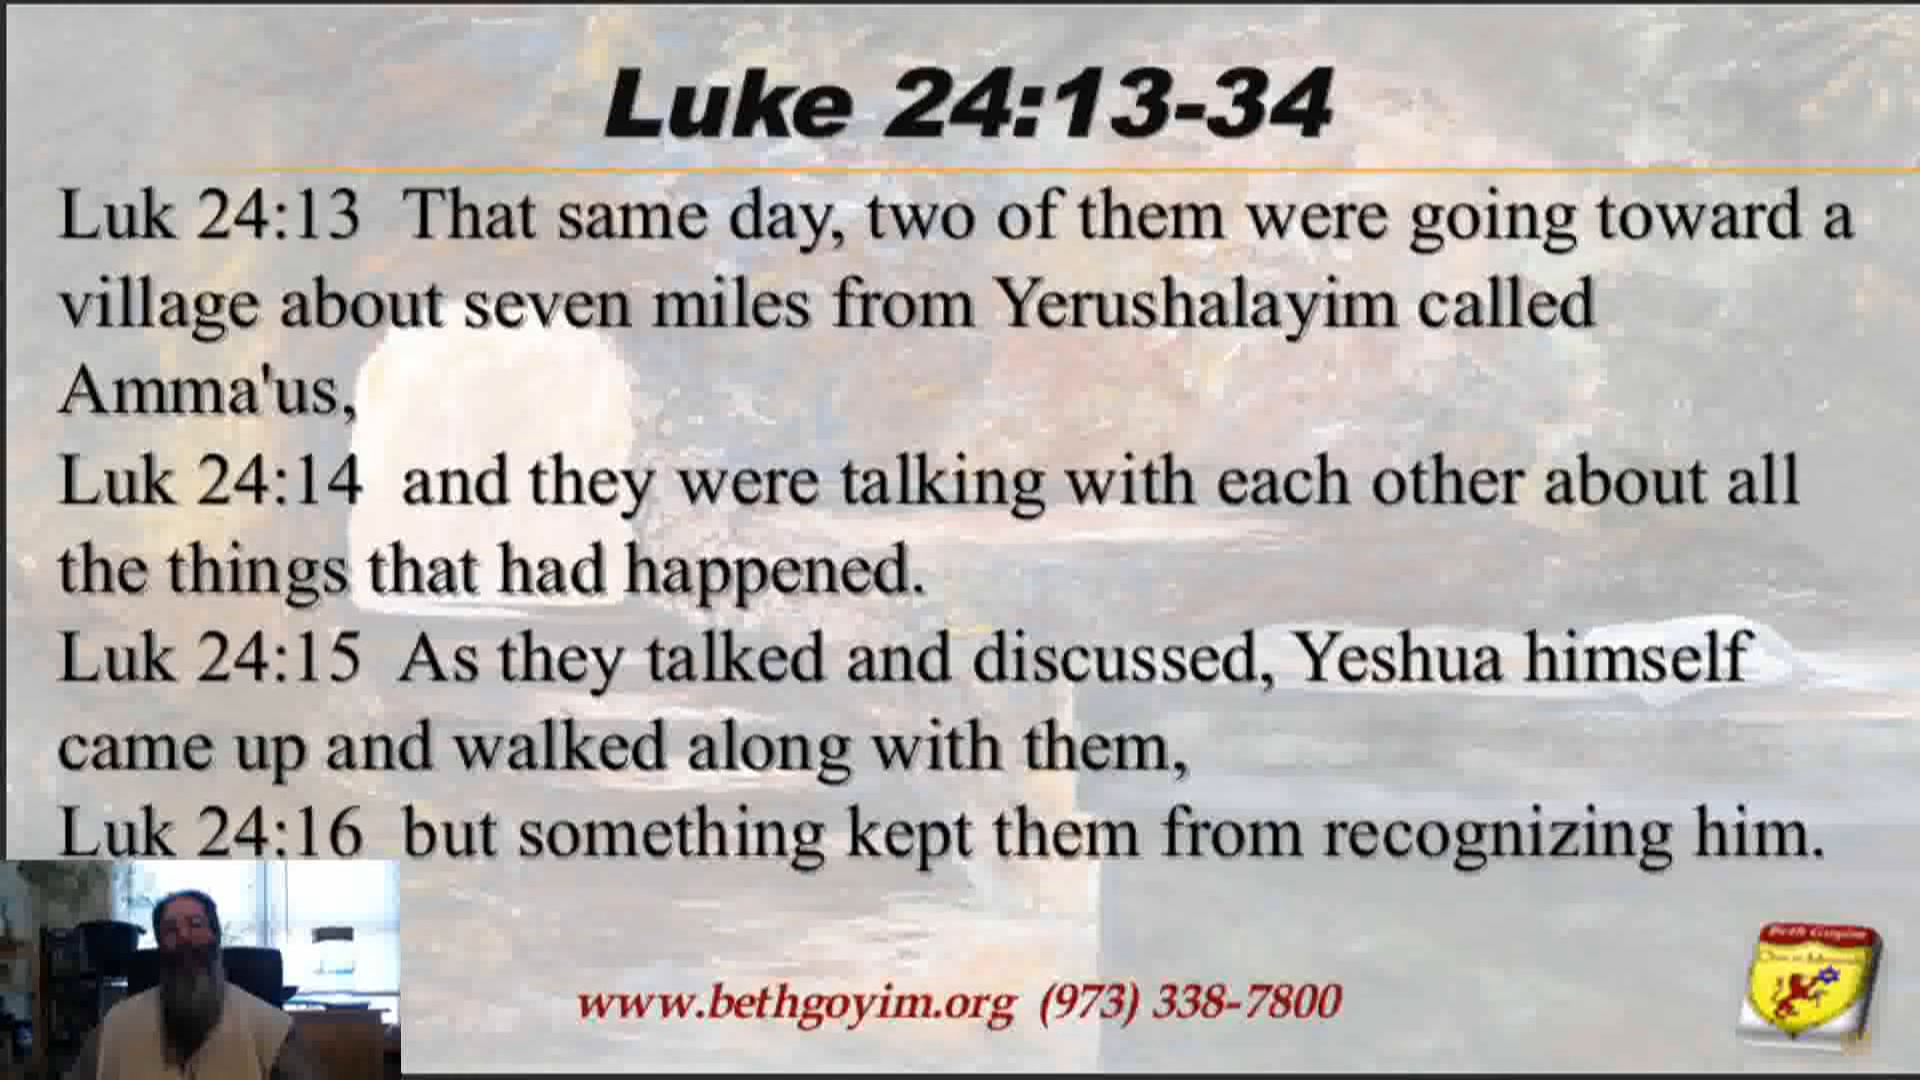 Luke 24:13-34
Luk 24:13 That same day, two of them were going toward a
village about seven miles from Yerushalayim called
Amma'us,
Luk 24:14 and they were talking with each other about all
the things that had happened.
Luk 24:15 As they talked and discussed, Yeshua himself
came up and walked along with them,
Luk 24:16 but something kept them from recognizing him.
Beth Goyim
www.bethgoyim.org (973) 338-7800